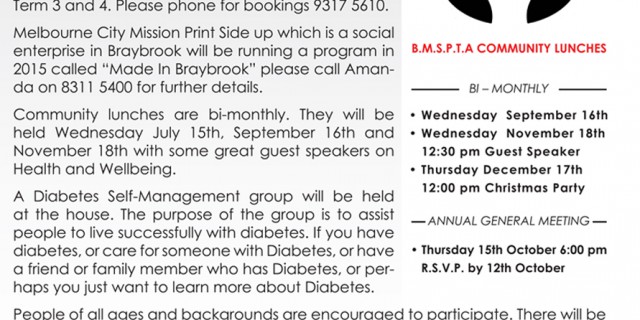 Term 3 and 4. Please phone for bookings 9317 5610.
Melbourne City Mission Print Side up which is a social
enterprise in Braybrook will be running a program in
2015 called “Made In Braybrook” please call Aman-
da on 8311 5400 for further details.
Community lunches are bi-monthly. They will be
held Wednesday July 15th, September 16th and
November 18th with some great guest speakers on
Health and Wellbeing.
A Diabetes Self-Management group will be held
at the house. The purpose of the group is to assist
people to live successfully with diabetes. If you have
diabetes, or care for someone with Diabetes, or have
a friend or family member who has Diabetes, or per-
haps you just want to learn more about Diabetes.
People of all ages and backgrounds are encouraged to participate. There will be
B.M.S.P.T.A COMMUNITY LUNCHES
BI – MONTHLY
• Wednesday September 16th
• Wednesday November 18th
12:30 pm Guest Speaker
• Thursday December 17th
12:00 pm Christmas Party
ANNUAL GENERAL MEETING
• Thursday 15th October 6:00 pm
R.S.V.P. by 12th October